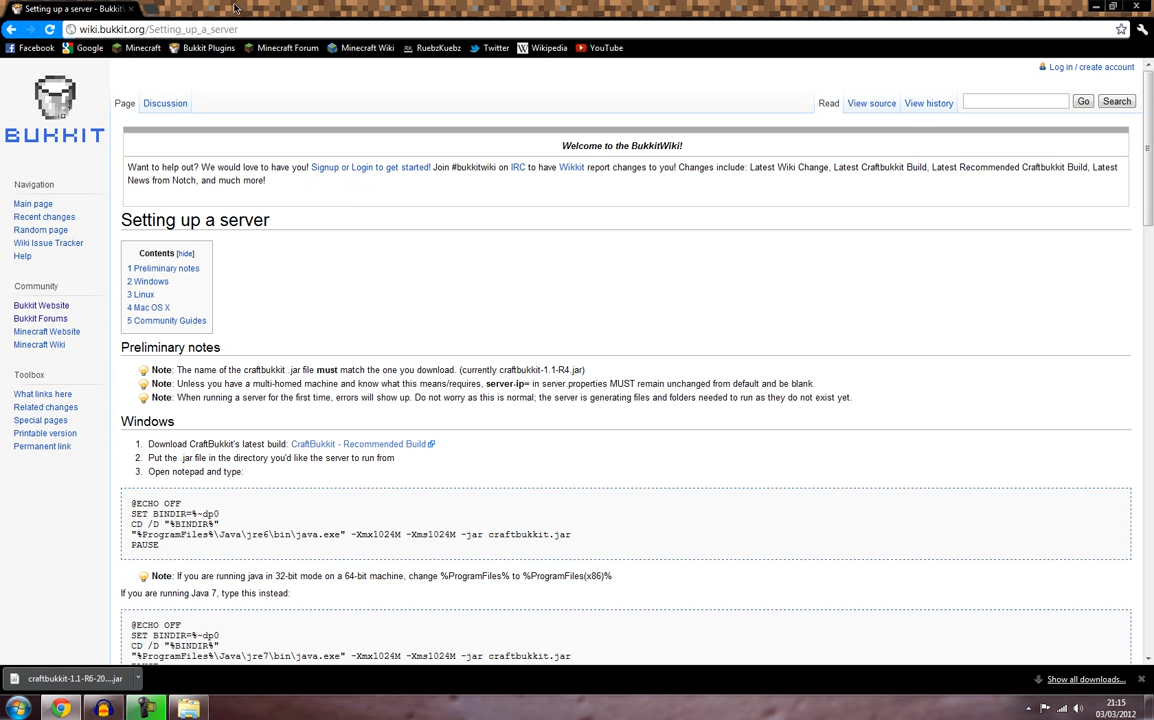 Setting up a server - Bukkit
wiki.bukkit.org/Setting_up_a_server
Facebook Google Minecraft Bukkit Plugins Minecraft Forum Minecraft Wiki RK RuebzKuebz Twitter W Wikipedia YouTube
Log in / create account
BUKKIT
Page Discussion Read View source View history Go Search
Welcome to the BukkitWiki!
Want to help out? We would love to have you! Signup or Login to get started! Join #bukkitwiki on IRC to have Wikkit report changes to you! Changes include: Latest Wiki Change, Latest Craftbukkit Build, Latest Recommended Craftbukkit Build, Latest
News from Notch, and much more!
Navigation
Main page
Recent changes
Random page
Wiki Issue Tracker
Help
Community
Bukkit Website
Bukkit Forums
Minecraft Website
Minecraft Wiki
Toolbox
What links here
Related changes
Special pages
Printable version
Permanent link
Setting up a server
Contents [hide]
1 Preliminary notes
2 Windows
3 Linux
4 Mac OS X
5 Community Guides
Preliminary notes
Note: The name of the craftbukkit .jar file must match the one you download. (currently craftbukkit-1.1-R4.jar)
Note: Unless you have a multi-homed machine and know what this means/requires, server-ip= in server.properties MUST remain unchanged from default and be blank.
Note: When running a server for the first time, errors will show up. Do not worry as this is normal; the server is generating files and folders needed to run as they do not exist yet.
Windows
1. Download CraftBukkit's latest build: CraftBukkit - Recommended Build
2. Put the .jar file in the directory you'd like the server to run from
3. Open notepad and type:
@ECHO OFF
SET BINDIR=%~dp0
CD /D "%BINDIR%"
"%ProgramFiles%\Java\jre6\bin\java.exe" -Xmx1024M -Xms1024M -jar craftbukkit.jar
PAUSE
Note: If you are running java in 32-bit mode on a 64-bit machine, change %ProgramFiles% to %ProgramFiles(x86)%
If you are running Java 7, type this instead:
@ECHO OFF
SET BINDIR=%~dp0
CD /D "%BINDIR%"
"%ProgramFiles%\Java\jre7\bin\java.exe" -Xmx1024M -Xms1024M -jar craftbukkit.jar
craftbukkit-1.1-R6-20....jar
Show all downloads...
21:15
03/03/2012